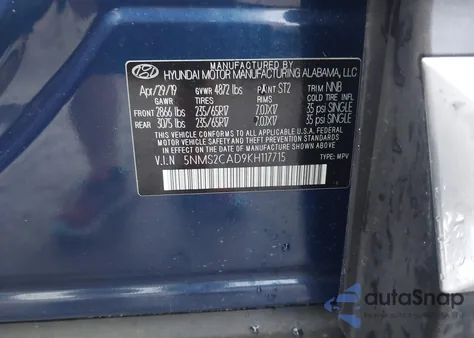 MANUFACTURED BY
HYUNDAI MOTOR MANUFACTURING ALABAMA, LLC
Apr/29/19 GVWR 4872 lbs PAINT ST2 TRIM NNB
GAWR TIRES RIMS COLD TIRE INFL
FRONT 2866 lbs 235/65R17 7.0JX17 35 psi SINGLE
REAR 3075 lbs 235/65R17 7.0JX17 35 psi SINGLE
THIS VEHICLE CONFORMS TO ALL APPLICABLE U.S. FEDERAL
MOTOR VEHICLE SAFETY STANDARDS IN EFFECT ON
THE DATE OF MANUFACTURE SHOWN ABOVE.
V.I.N 5NMS2CAD9KH117715 TYPE: MPV
autoSnap